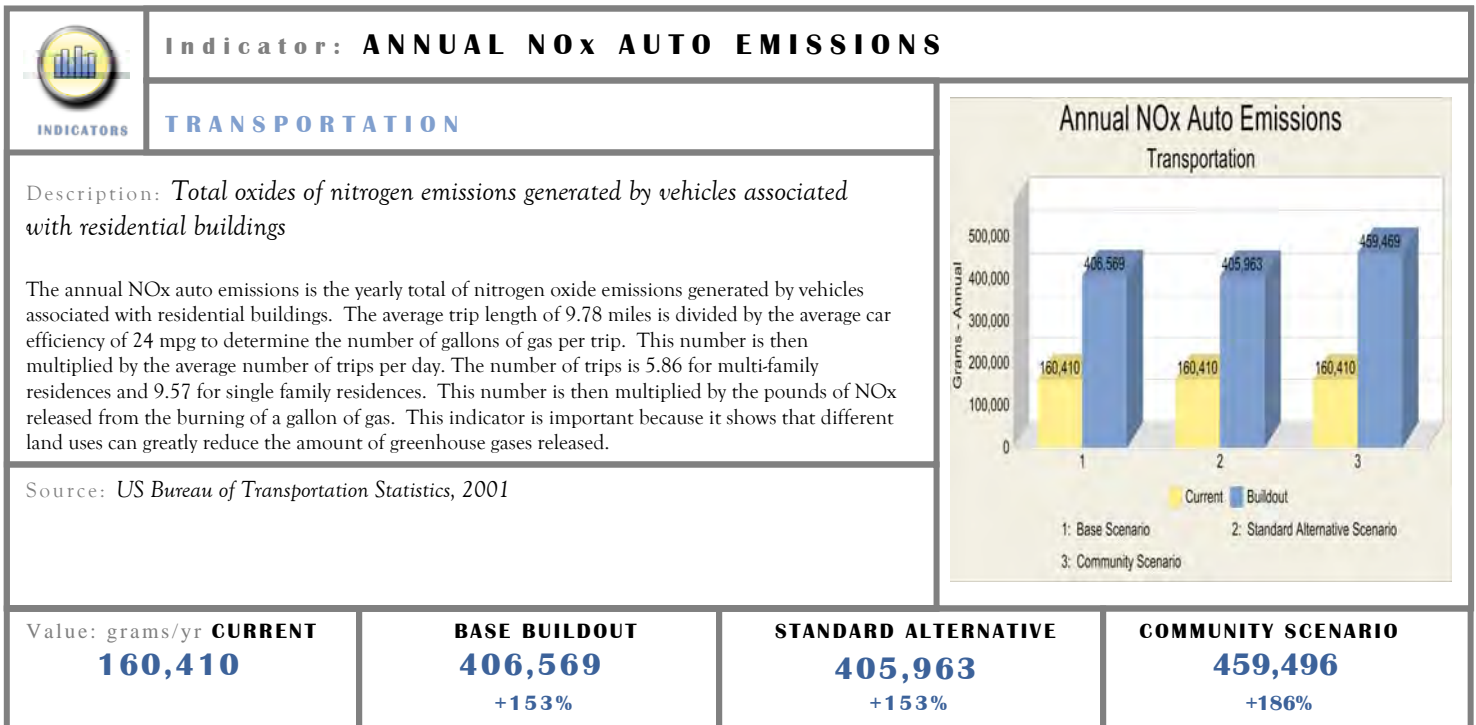 Indicator: ANNUAL NOx AUTO EMISSIONS
INDICATORS
TRANSPORTATION
Description: Total oxides of nitrogen emissions generated by vehicles associated
with residential buildings
The annual NOx auto emissions is the yearly total of nitrogen oxide emissions generated by vehicles
associated with residential buildings. The average trip length of 9.78 miles is divided by the average car
efficiency of 24 mpg to determine the number of gallons of gas per trip. This number is then
multiplied by the average number of trips per day. The number of trips is 5.86 for multi-family
residences and 9.57 for single family residences. This number is then multiplied by the pounds of NOx
released from the burning of a gallon of gas. This indicator is important because it shows that different
land uses can greatly reduce the amount of greenhouse gases released.
Source: US Bureau of Transportation Statistics, 2001
Annual NOx Auto Emissions
Transportation
Grams - Annual
500,000
400,000
300,000
200,000
100,000
0
160,410
406,569
160,410
405,963
160,410
459,469
1
2
3
Current Buildout
1: Base Scenario 2: Standard Alternative Scenario
3: Community Scenario
Value: grams/yr CURRENT
160,410
BASE BUILDOUT
406,569
+153%
STANDARD ALTERNATIVE
405,963
+153%
COMMUNITY SCENARIO
459,496
+186%